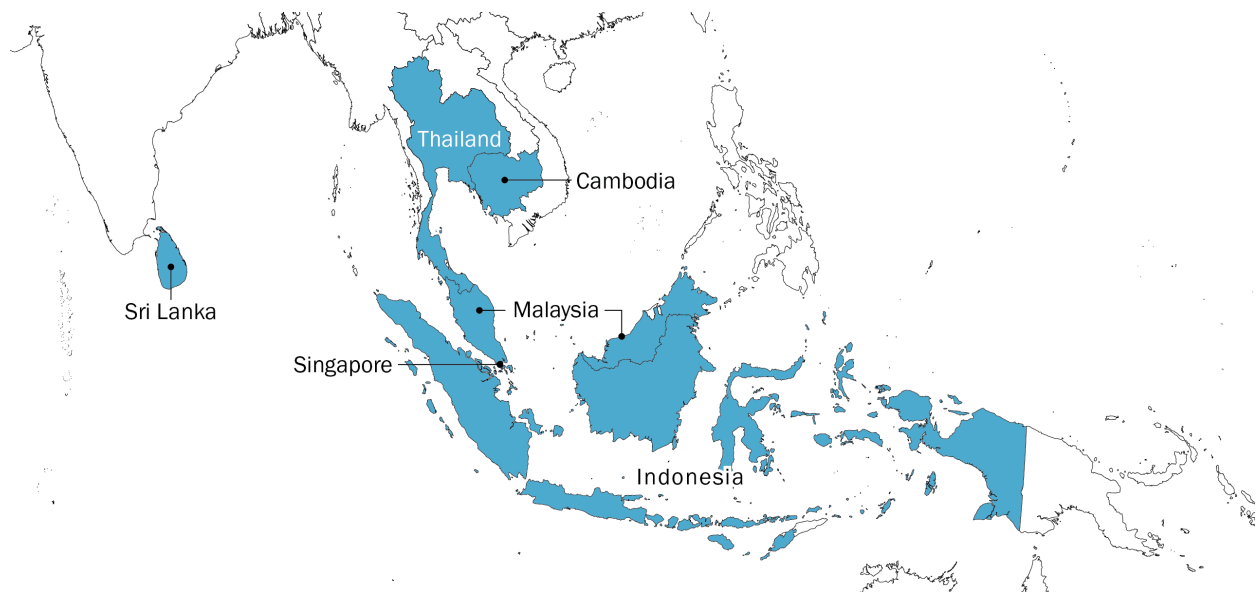 Thailand
Cambodia
Sri Lanka
Malaysia
Singapore
Indonesia